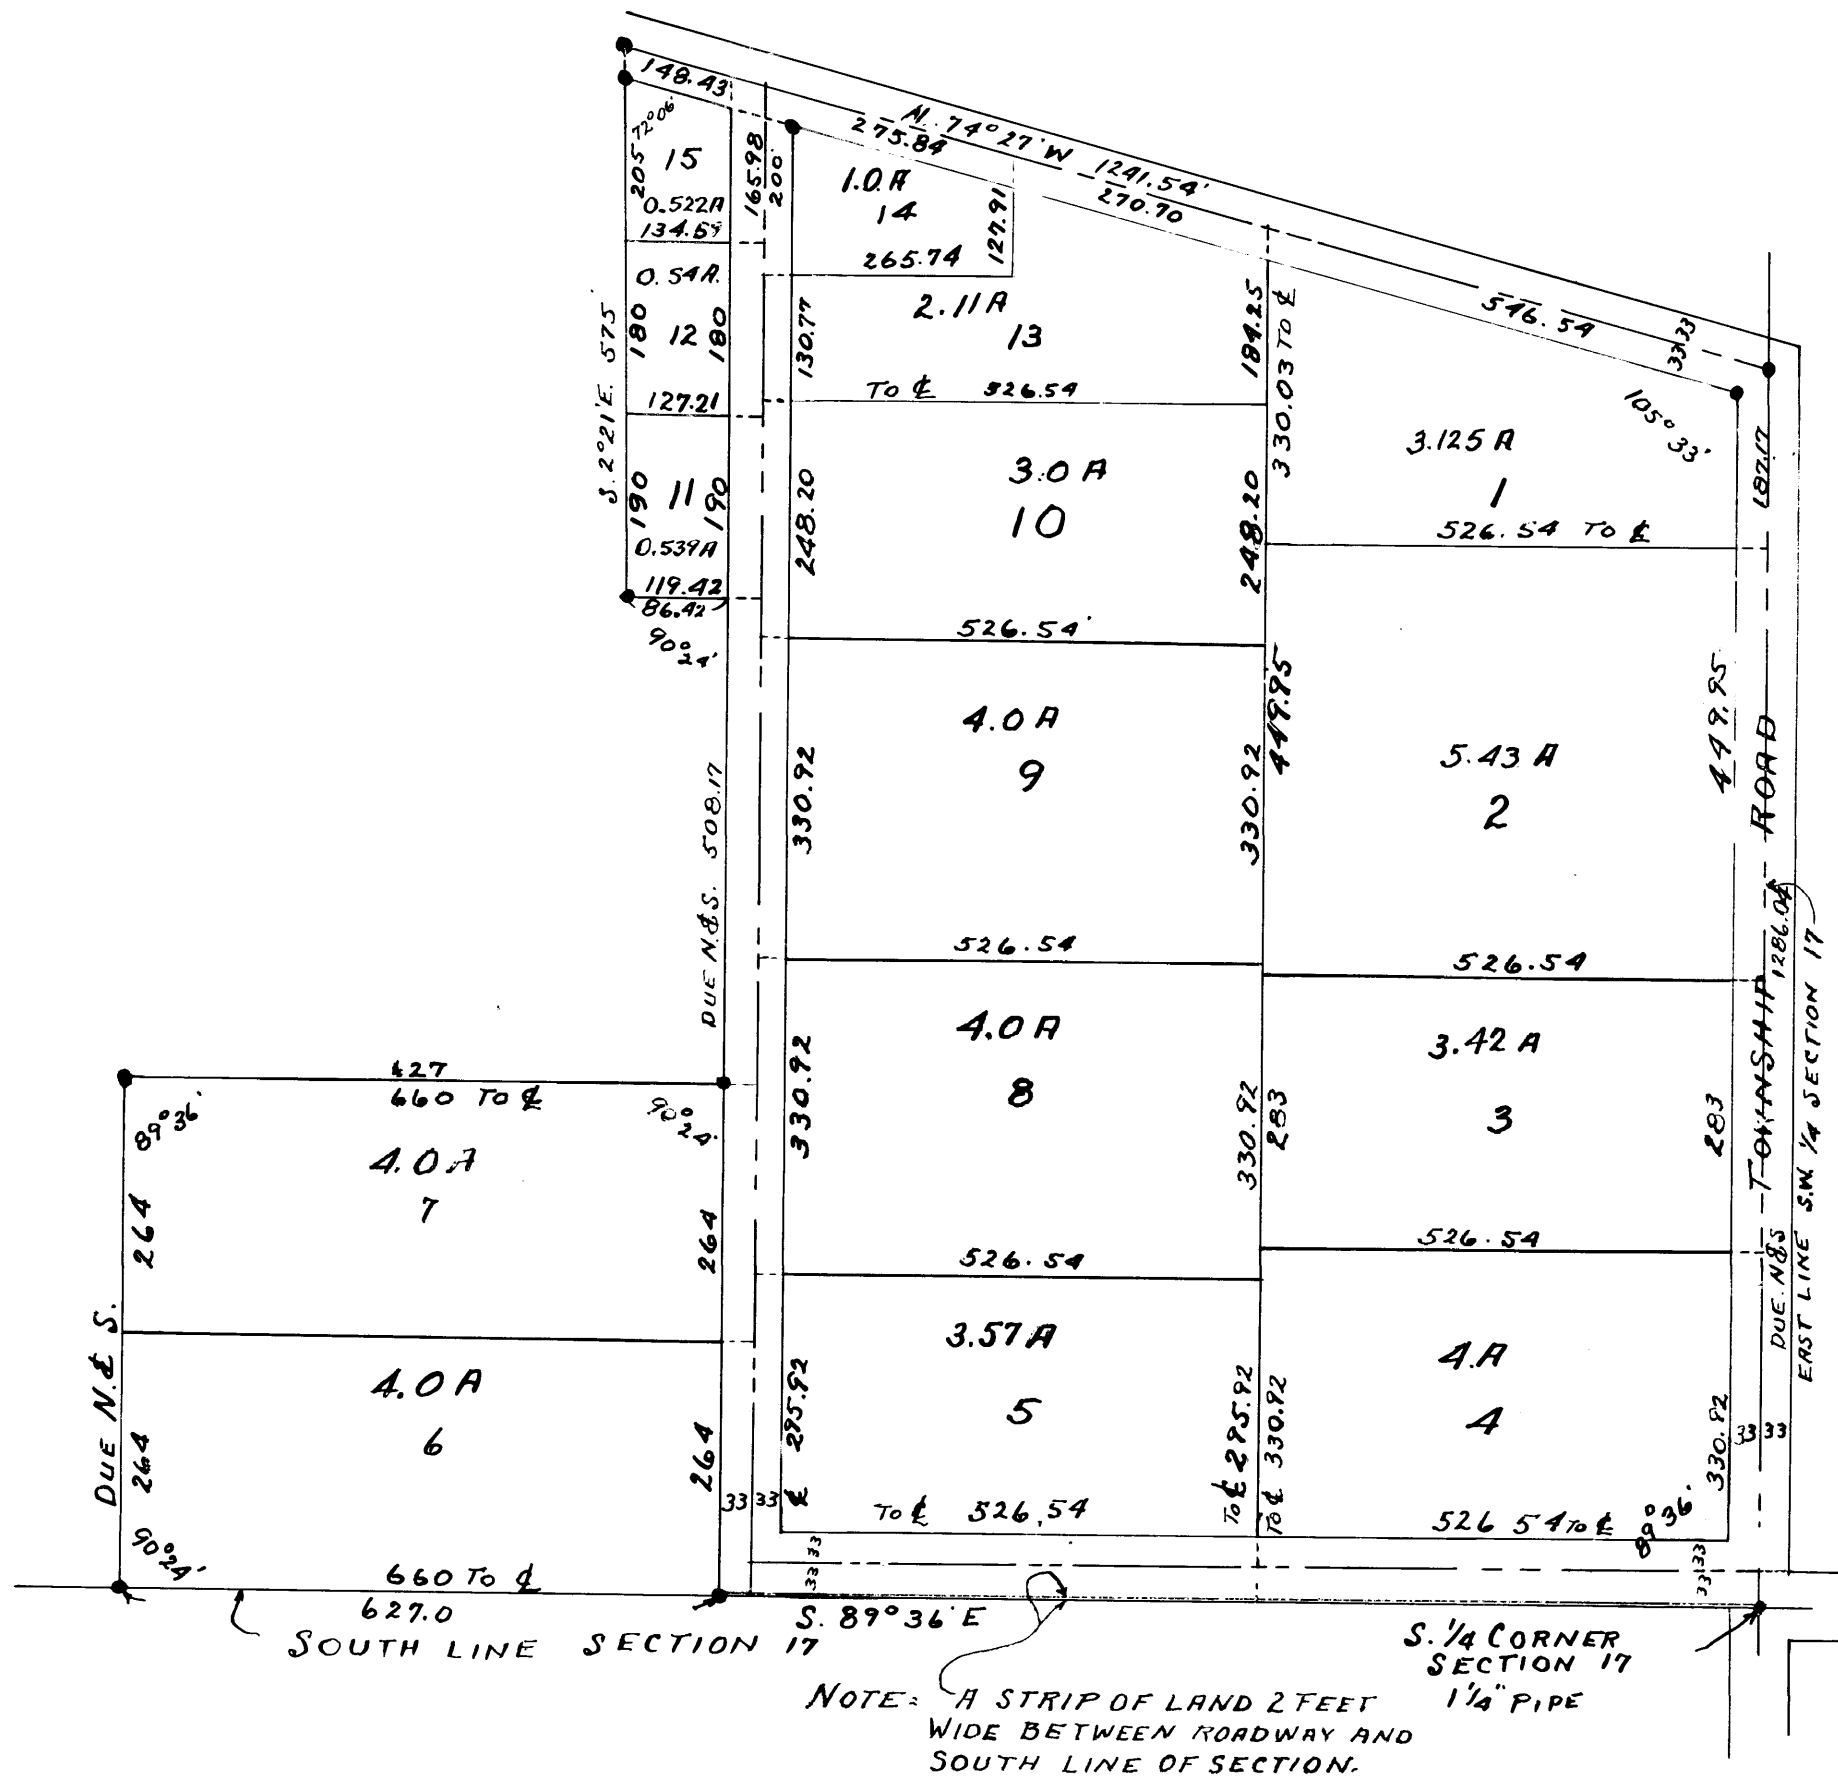 148.43
N. 74° 27' W 1241.54'
275.84
270.70
546.54
33 33
72°06'
205
15
0.522A
134.59
165.98
200'
1.0 A
14
127.91
265.74
0.54A.
180
12
180
127.21
S. 2°21'E. 575
190
11
190
0.539A
119.42
86.42
90° 24'
130.77
2.11A
13
To ℄ 526.54
184.25
330.03 TO ℄
105° 33'
187.17
3.125 A
1
526.54 TO ℄
248.20
3.0 A
10
248.20
526.54'
330.92
4.0 A
9
330.92
449.95
5.43 A
2
449.95
TOWNSHIP ROAD
DUE N&S. 508.17
526.54
526.54
330.92
4.0 A
8
330.92
283
3.42 A
3
283
DUE. N&S 1286.04
EAST LINE S.W. 1/4 SECTION 17
627
660 TO ℄
89°36'
90° 24'
4.0 A
7
264
264
526.54
526.54
DUE N.& S.
4.0 A
6
264
264
90°24'
660 TO ℄
627.0
33 33
295.92
℄
3.57 A
5
To ℄ 295.92
To ℄ 526.54
To ℄ 330.92
4.A
4
330.92
526 54 To ℄
89° 36'
33 33
33 33
33 33
S. 89° 36' E
SOUTH LINE SECTION 17
S. 1/4 CORNER
SECTION 17
1 1/4" PIPE
NOTE: A STRIP OF LAND 2 FEET
WIDE BETWEEN ROADWAY AND
SOUTH LINE OF SECTION.